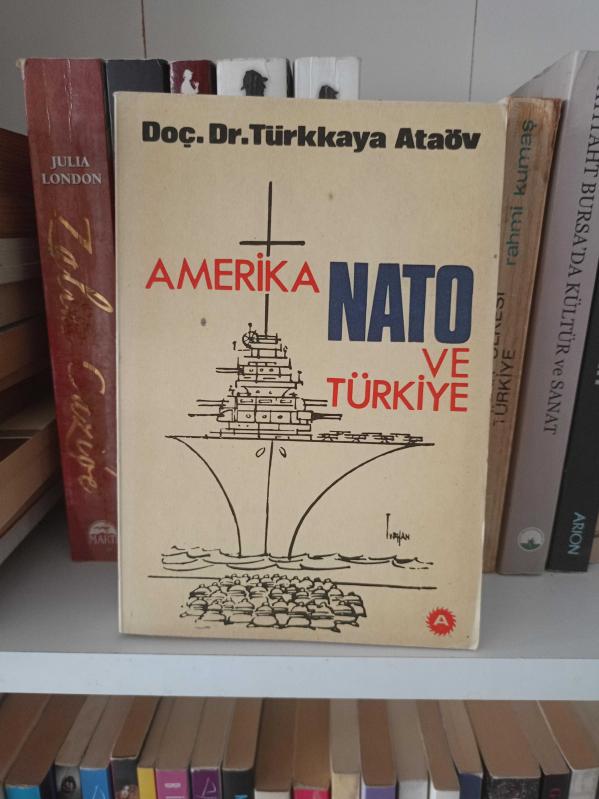 Doç. Dr. Türkkaya Ataöv
AMERİKA NATO
VE
TÜRKİYE
A
JULIA
LONDON
MART
rahmi kumaş
TÜRKİYE
BURSA'DA KÜLTÜR ve SANAT
ARION